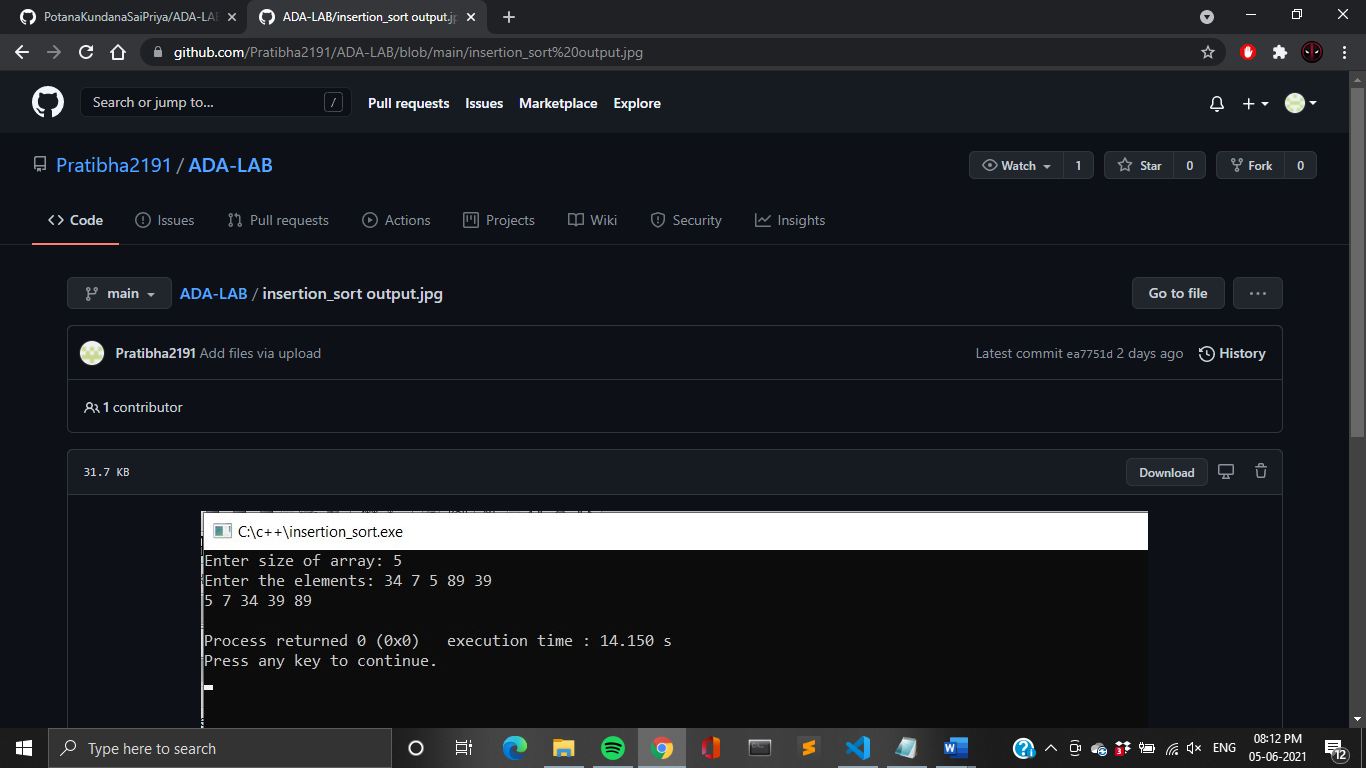 PotanaKundanaSaiPriya/ADA-LAB
ADA-LAB/insertion_sort output.jp
github.com/Pratibha2191/ADA-LAB/blob/main/insertion_sort%20output.jpg
Search or jump to... /
Pull requests Issues Marketplace Explore
Pratibha2191 / ADA-LAB
Watch 1 Star 0 Fork 0
Code Issues Pull requests Actions Projects Wiki Security Insights
main ADA-LAB / insertion_sort output.jpg Go to file ...
Pratibha2191 Add files via upload Latest commit ea7751d 2 days ago History
1 contributor
31.7 KB Download
C:\c++\insertion_sort.exe
Enter size of array: 5
Enter the elements: 34 7 5 89 39
5 7 34 39 89
Process returned 0 (0x0) execution time : 14.150 s
Press any key to continue.
Type here to search
ENG
08:12 PM
05-06-2021
12